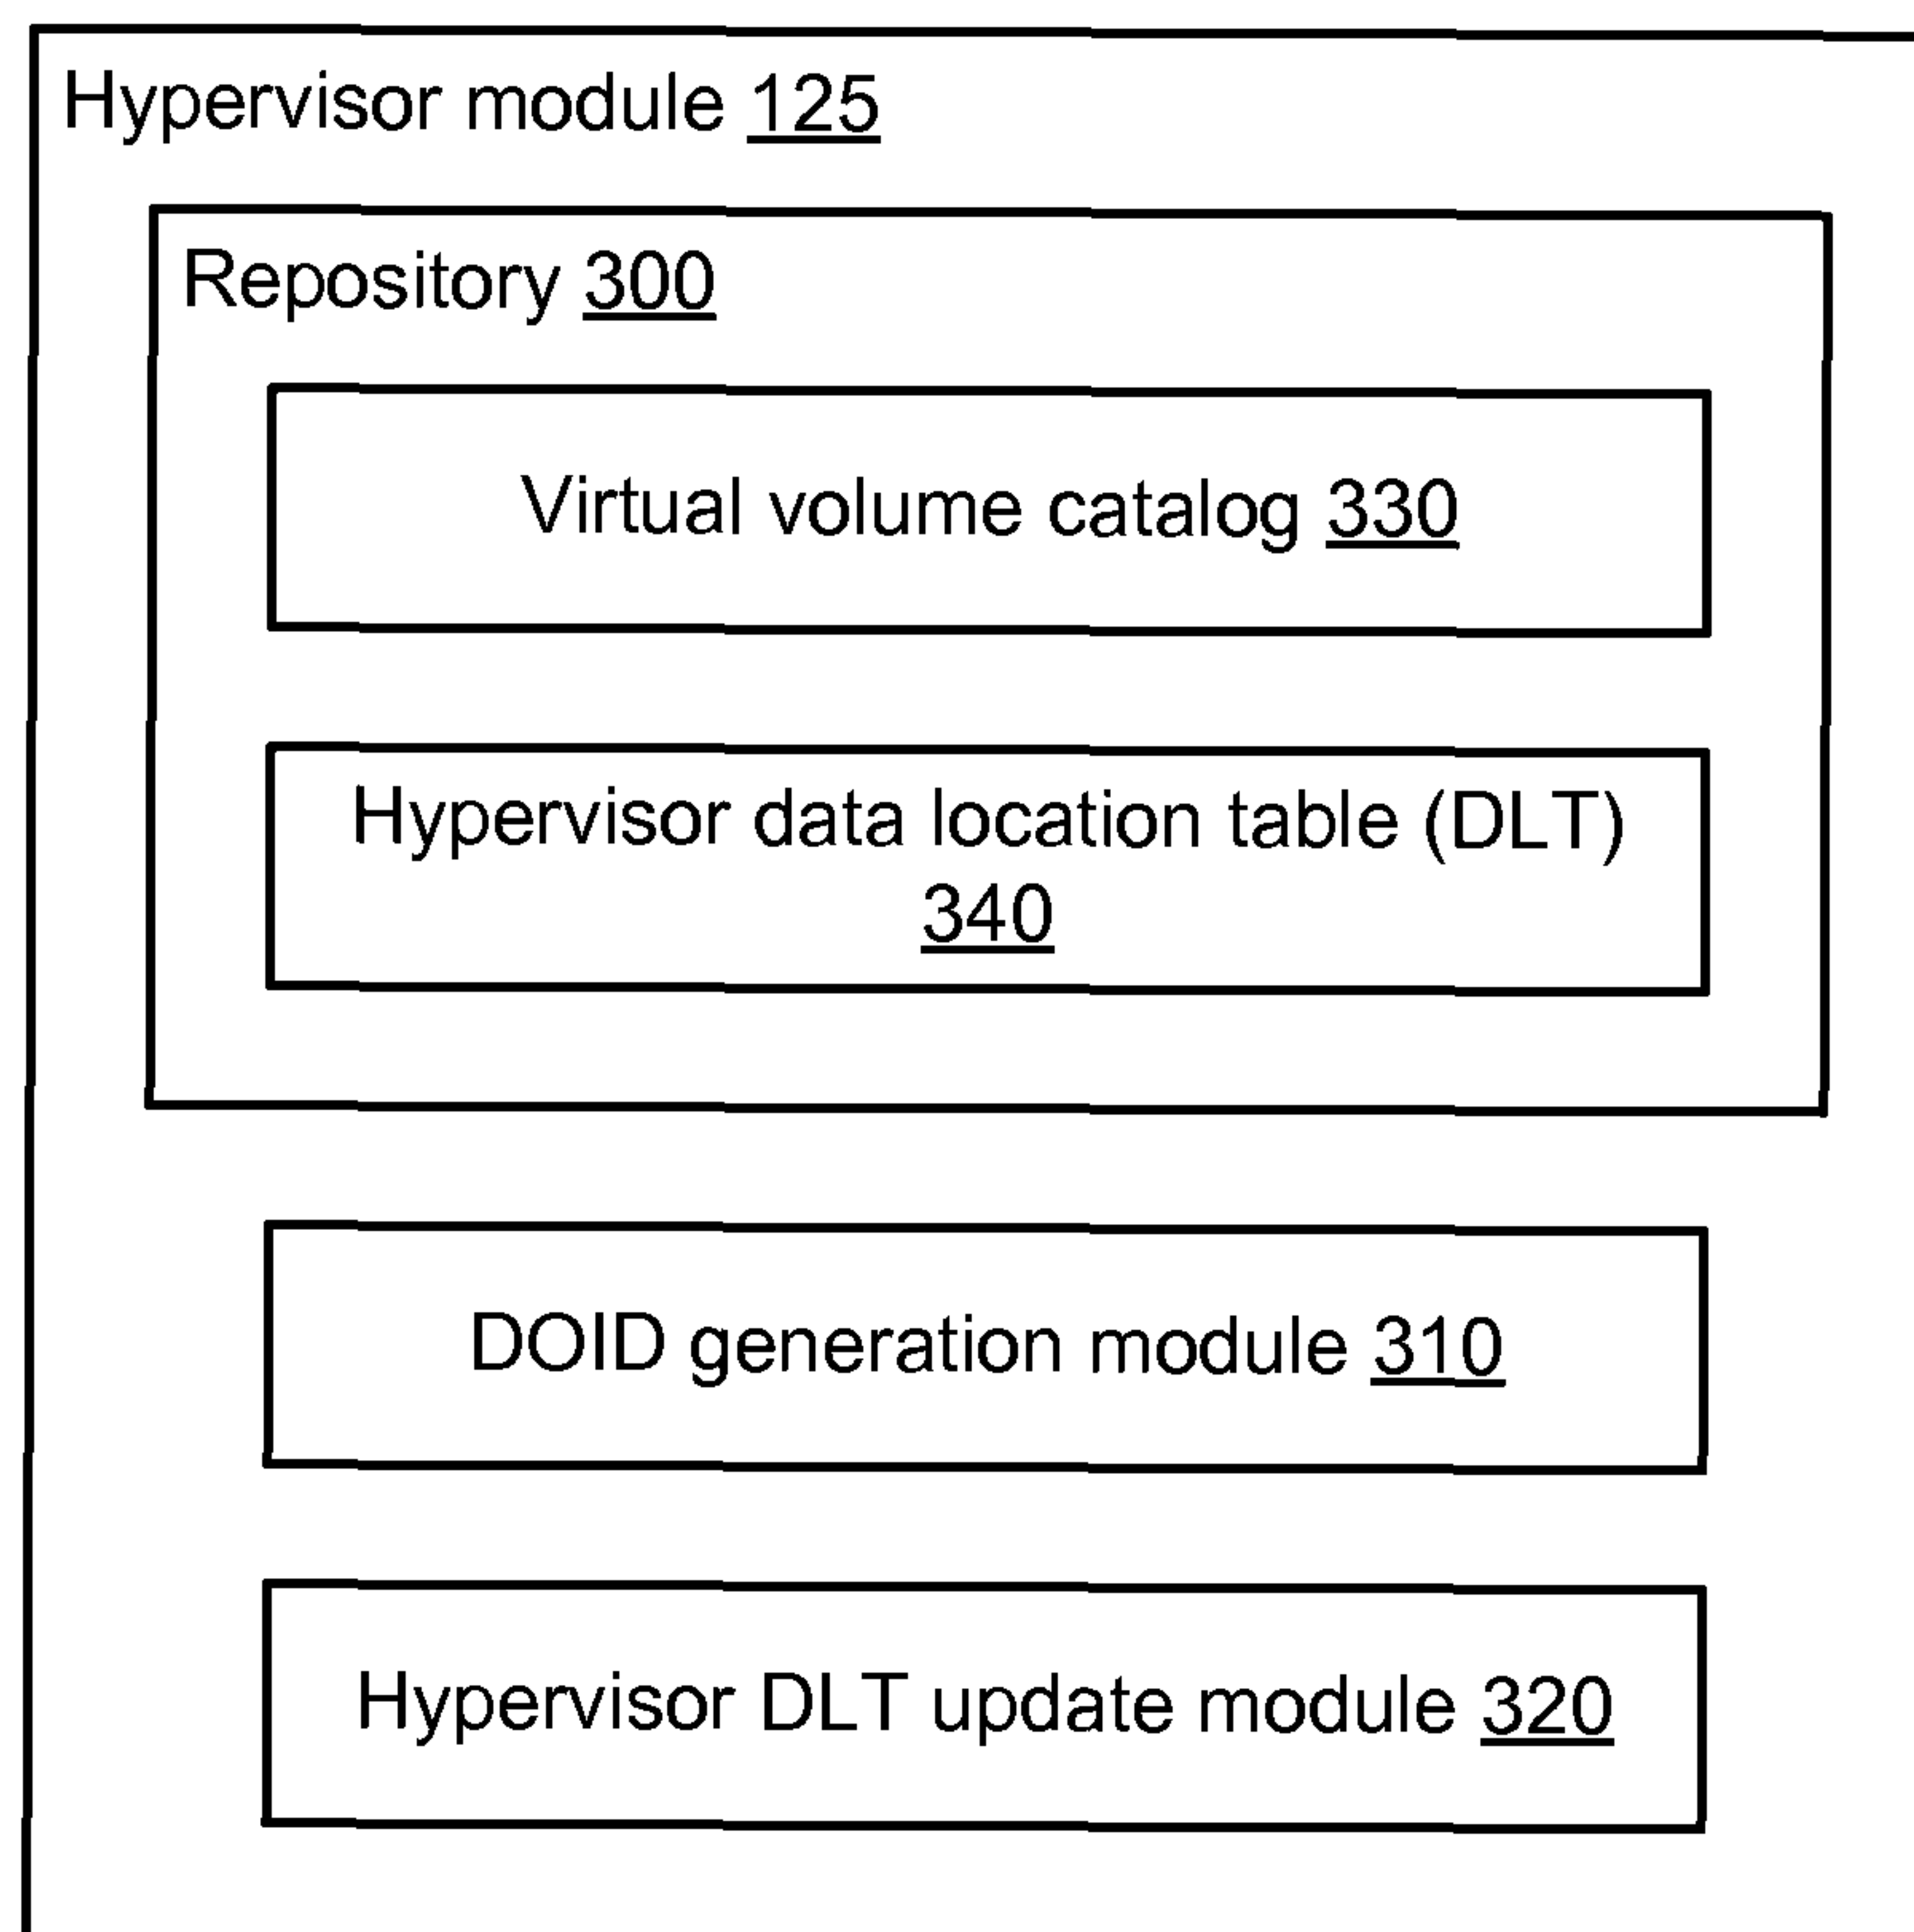 Hypervisor module 125
Repository 300
Virtual volume catalog 330
Hypervisor data location table (DLT)
340
DOID generation module 310
Hypervisor DLT update module 320